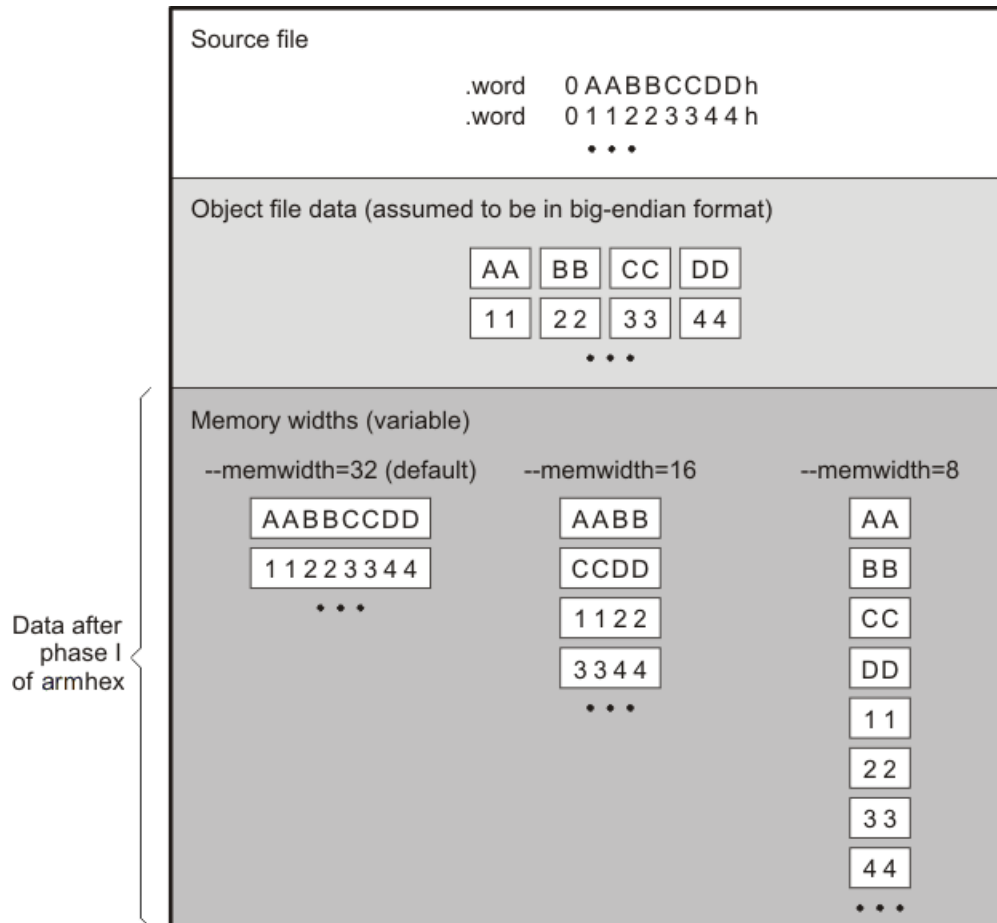 Source file
.word 0AABBCCDDh
.word 011223344h
• • •
Object file data (assumed to be in big-endian format)
AA BB CC DD
11 22 33 44
• • •
Data after
phase I
of armhex
Memory widths (variable)
--memwidth=32 (default) --memwidth=16 --memwidth=8
AABBCCDD AABB AA
11223344 CCDD BB
• • • 1122 CC
3344 DD
• • • 11
22
33
44
• • •